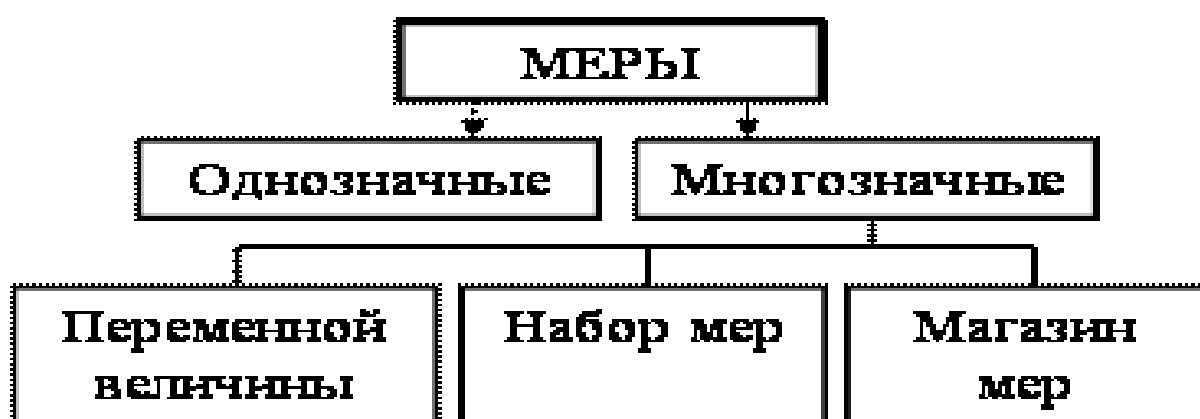 МЕРЫ
Однозначные
Многозначные
Переменной
величины
Набор мер
Магазин
мер